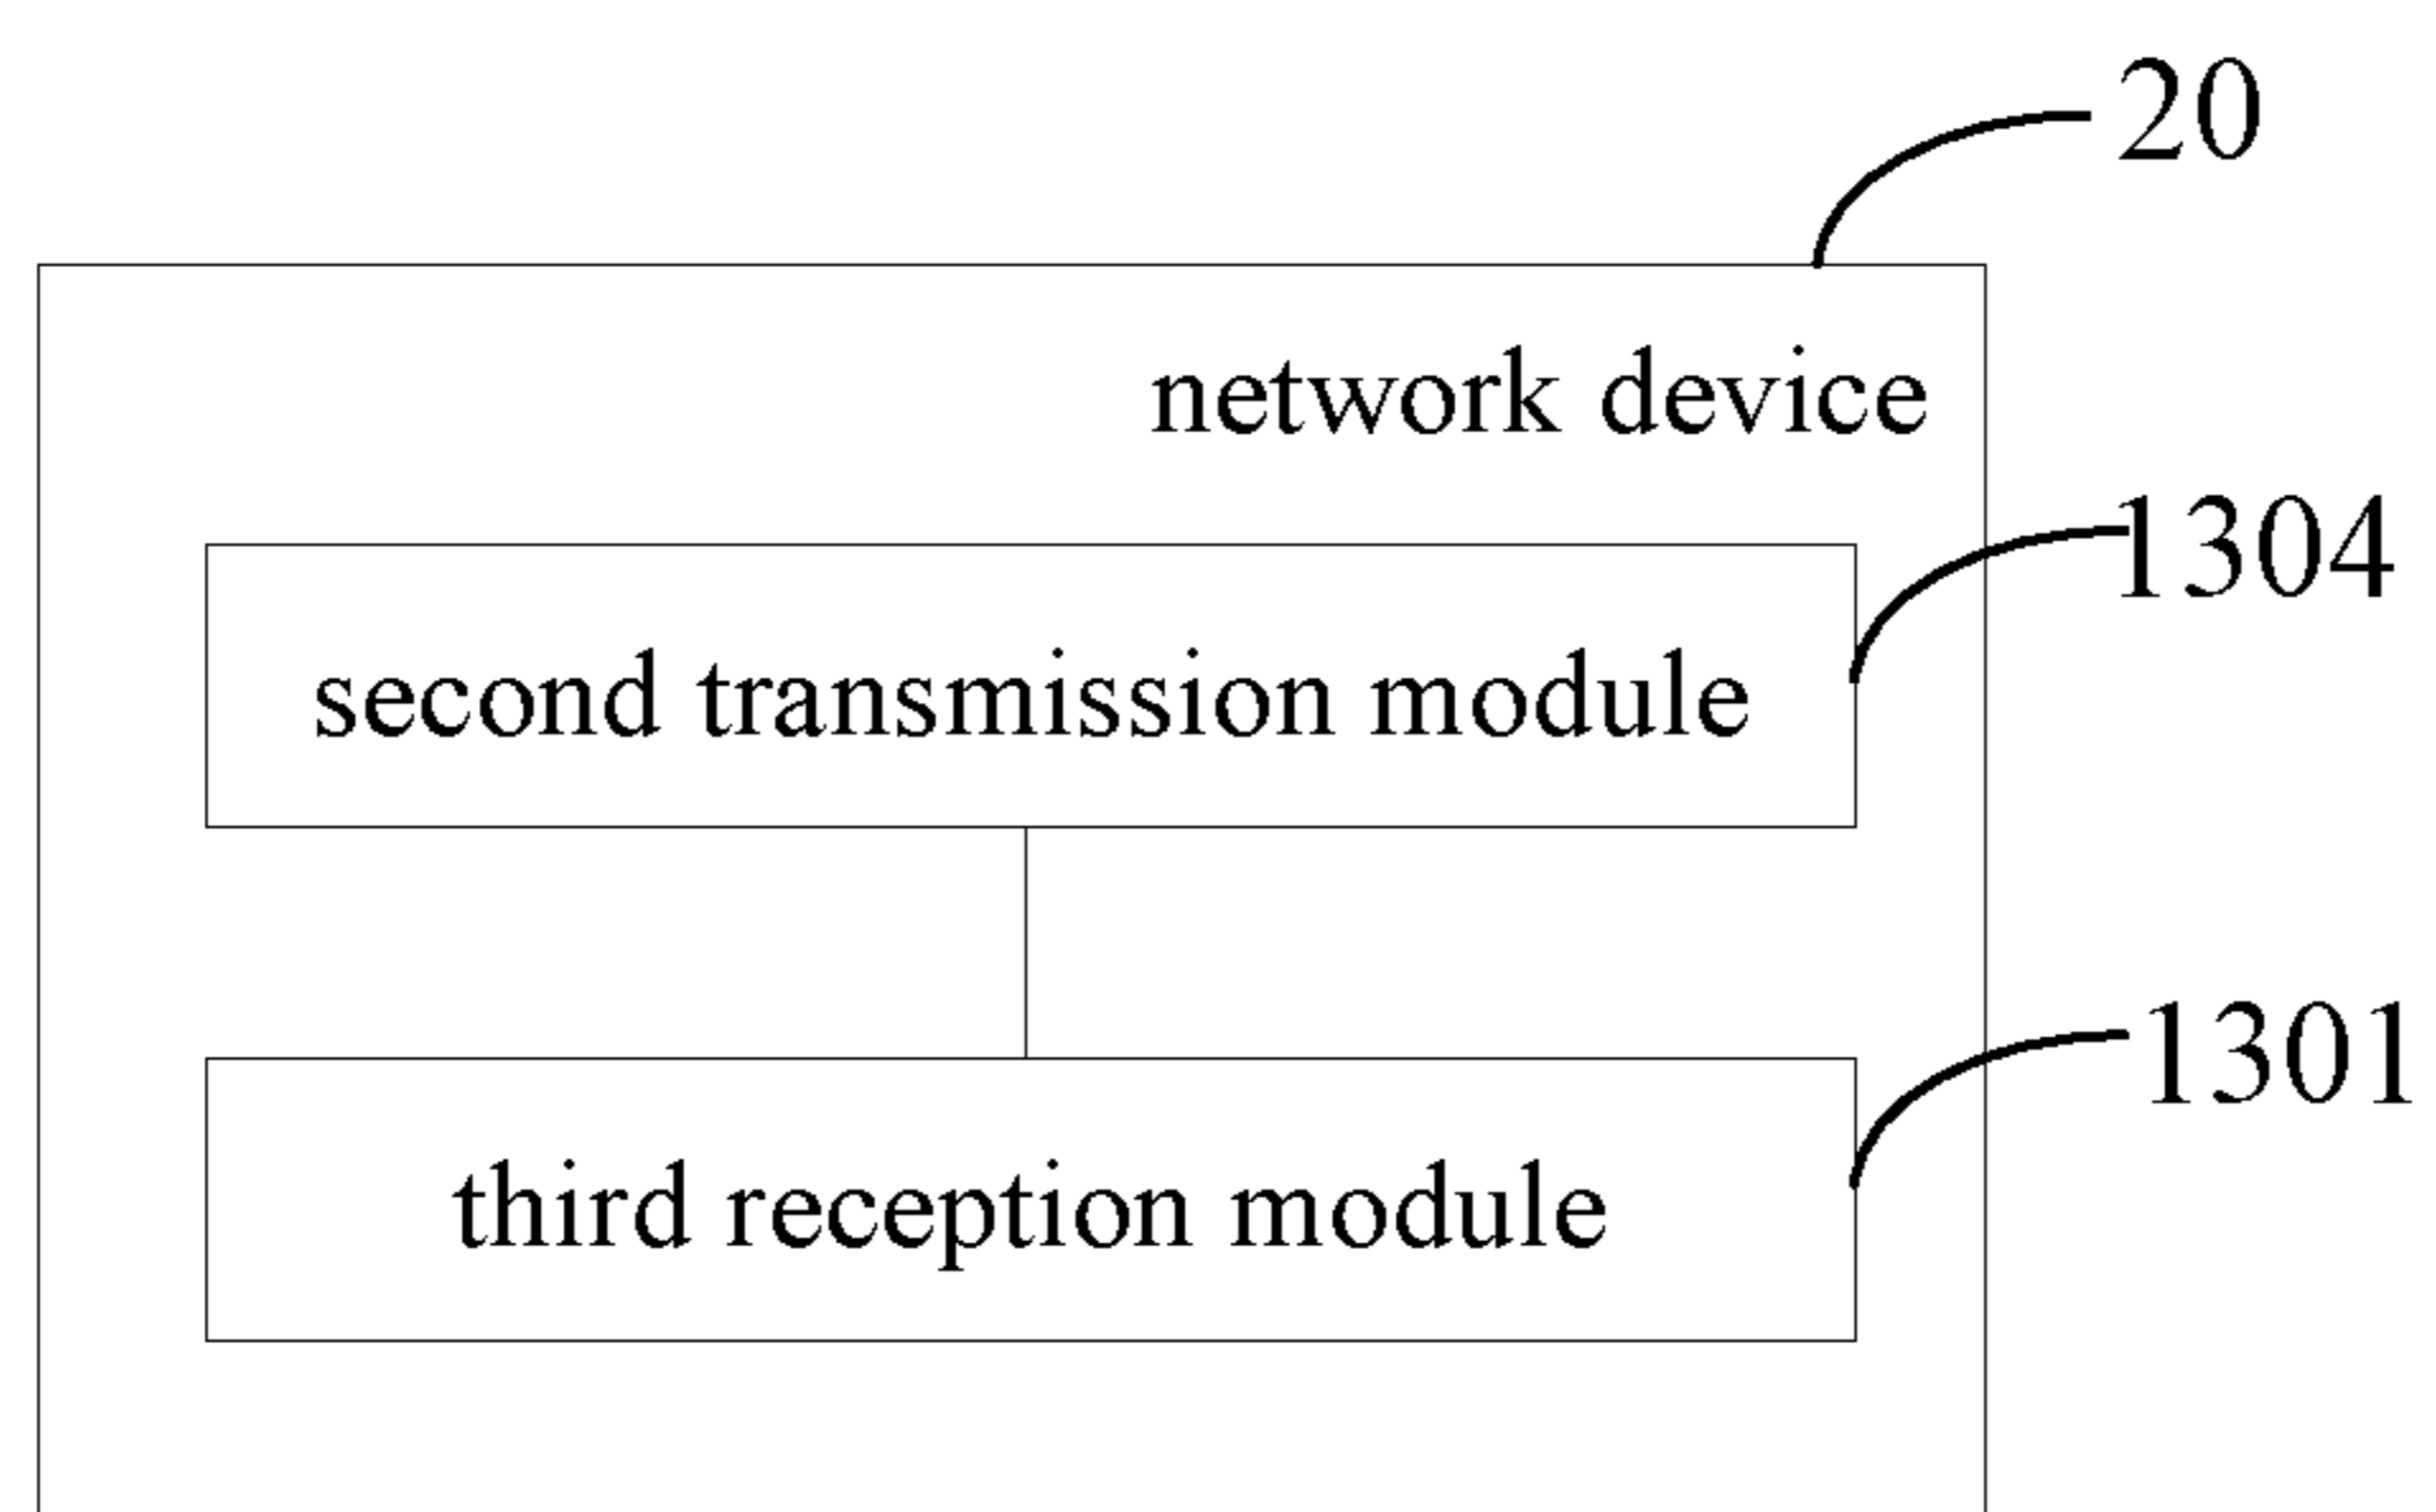 20
network device
1304
second transmission module
1301
third reception module